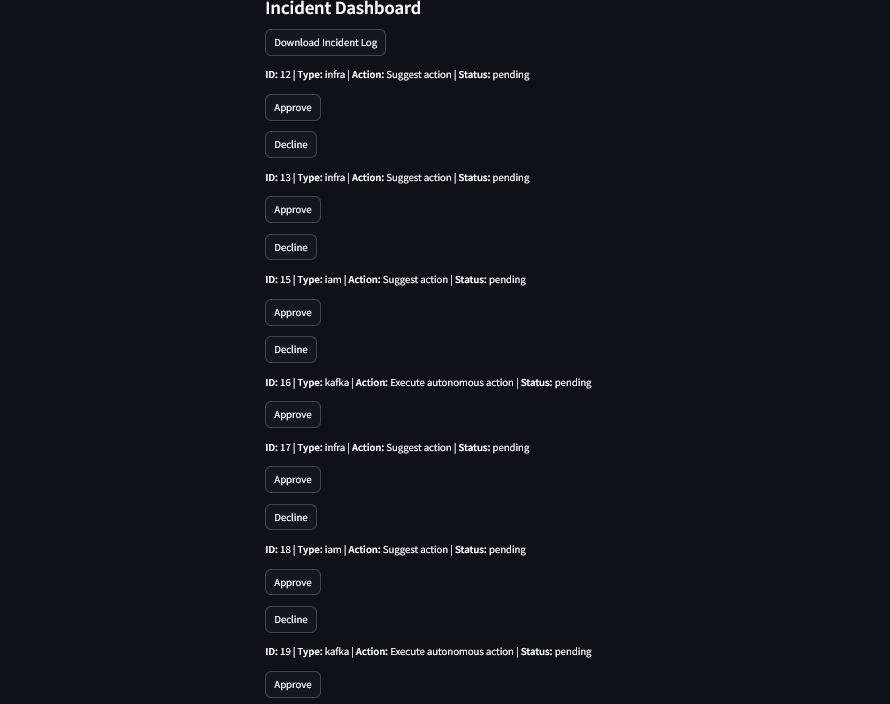 Incident Dashboard
Download Incident Log
ID: 12 | Type: infra | Action: Suggest action | Status: pending
Approve
Decline
ID: 13 | Type: infra | Action: Suggest action | Status: pending
Approve
Decline
ID: 15 | Type: iam | Action: Suggest action | Status: pending
Approve
Decline
ID: 16 | Type: kafka | Action: Execute autonomous action | Status: pending
Approve
ID: 17 | Type: infra | Action: Suggest action | Status: pending
Approve
Decline
ID: 18 | Type: iam | Action: Suggest action | Status: pending
Approve
Decline
ID: 19 | Type: kafka | Action: Execute autonomous action | Status: pending
Approve